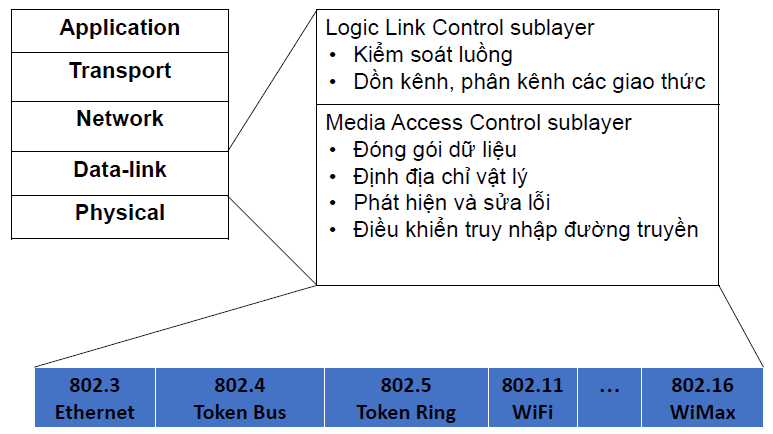 Application
Transport
Network
Data-link
Physical
Logic Link Control sublayer
• Kiểm soát luồng
• Dồn kênh, phân kênh các giao thức
Media Access Control sublayer
• Đóng gói dữ liệu
• Định địa chỉ vật lý
• Phát hiện và sửa lỗi
• Điều khiển truy nhập đường truyền
802.3
Ethernet
802.4
Token Bus
802.5
Token Ring
802.11
WiFi
...
802.16
WiMax